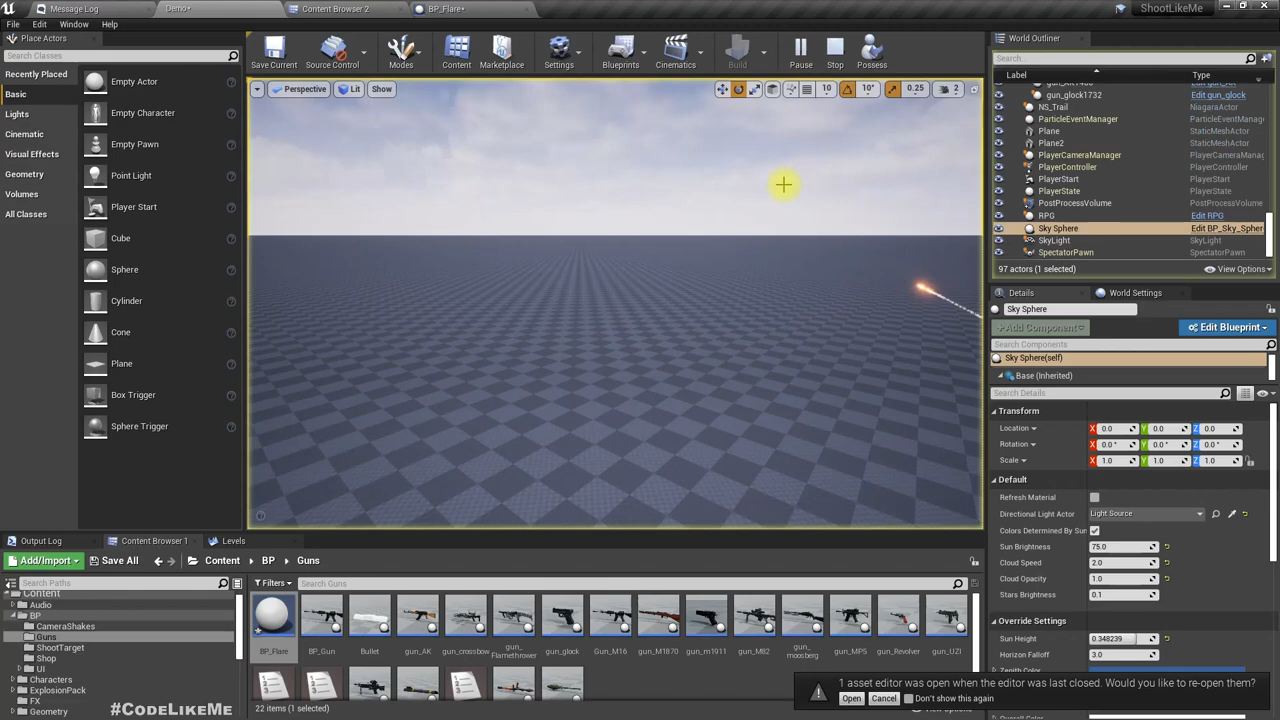 Message Log
Demo•
Content Browser 2
BP_Flare•
ShootLikeMe
File
Edit
Window
Help
Place Actors
Search Classes
Recently Placed
Basic
Lights
Cinematic
Visual Effects
Geometry
Volumes
All Classes
Empty Actor
Empty Character
Empty Pawn
Point Light
Player Start
Cube
Sphere
Cylinder
Cone
Plane
Box Trigger
Sphere Trigger
Save Current
Source Control
Modes
Content
Marketplace
Settings
Blueprints
Cinematics
Build
Pause
Stop
Possess
Perspective
Lit
Show
10
10°
0.25
2
World Outliner
Search...
Label
Type
gun_glock1732 Edit gun_glock
NS_Trail NiagaraActor
ParticleEventManager ParticleEventManag
Plane StaticMeshActor
Plane2 StaticMeshActor
PlayerCameraManager PlayerCameraManag
PlayerController PlayerController
PlayerStart PlayerStart
PlayerState PlayerState
PostProcessVolume PostProcessVolume
RPG Edit RPG
Sky Sphere Edit BP_Sky_Spher
SkyLight SkyLight
SpectatorPawn SpectatorPawn
97 actors (1 selected)
View Options
Details
World Settings
Sky Sphere
+Add Component
Edit Blueprint
Search Components
Sky Sphere(self)
Base (Inherited)
Search Details
Transform
Location X 0.0 Y 0.0 Z 0.0
Rotation X 0.0 ° Y 0.0 ° Z 0.0 °
Scale X 1.0 Y 1.0 Z 1.0
Default
Refresh Material
Directional Light Actor Light Source
Colors Determined By Sun
Sun Brightness 75.0
Cloud Speed 2.0
Cloud Opacity 1.0
Stars Brightness 0.1
Override Settings
Sun Height 0.348239
Horizon Falloff 3.0
Output Log
Content Browser 1
Levels
Add/Import
Save All
Content
BP
Guns
Search Paths
Filters
Search Guns
Content
Audio
BP
CameraShakes
Guns
ShootTarget
Shop
UI
Characters
ExplosionPack
FX
Geometry
BP_Flare
BP_Gun
Bullet
gun_AK
gun_crossbow
gun_
Flamethrower
gun_glock
Gun_M16
gun_M1870
gun_m1911
gun_M82
gun_
moosberg
gun_MP5
gun_Revolver
gun_UZI
22 items (1 selected)
1 asset editor was open when the editor was last closed. Would you like to re-open them?
Open
Cancel
Don't show this again
#CodeLikeMe